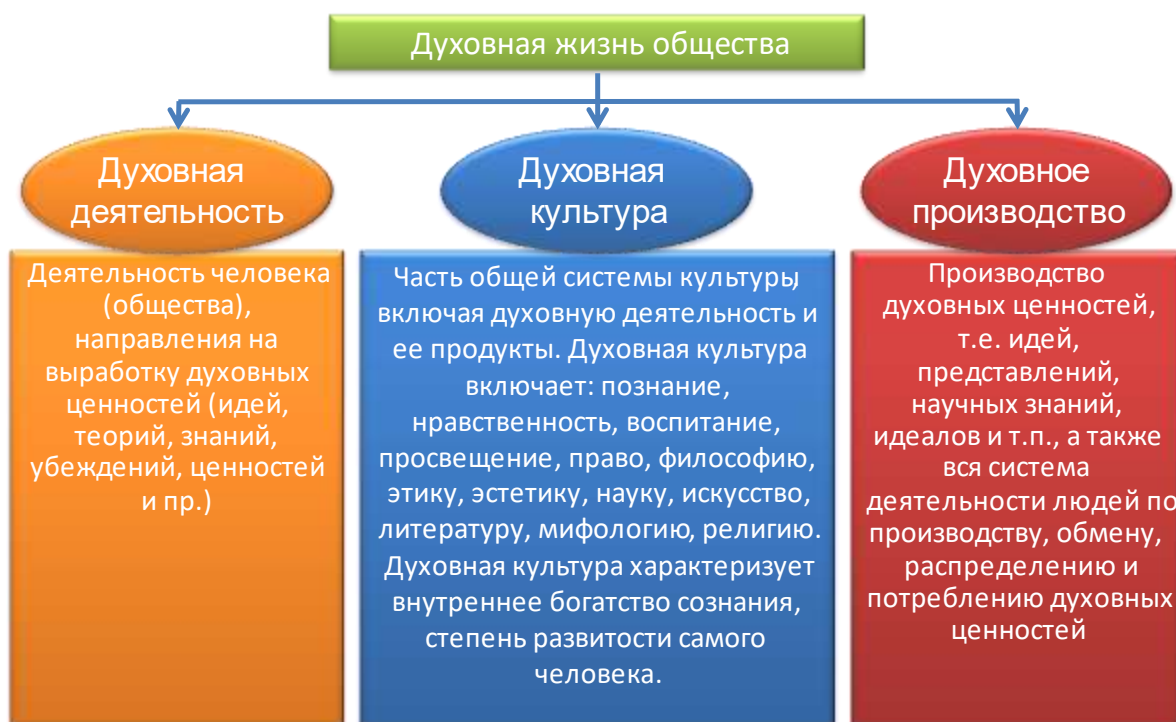 Духовная жизнь общества
Духовная
деятельность
Деятельность человека
(общества),
направления на
выработку духовных
ценностей (идей,
теорий, знаний,
убеждений, ценностей
и пр.)
Духовная
культура
Часть общей системы культуры,
включая духовную деятельность и
ее продукты. Духовная культура
включает: познание,
нравственность, воспитание,
просвещение, право, философию,
этику, эстетику, науку, искусство,
литературу, мифологию, религию.
Духовная культура характеризует
внутреннее богатство сознания,
степень развитости самого
человека.
Духовное
производство
Производство
духовных ценностей,
т.е. идей,
представлений,
научных знаний,
идеалов и т.п., а также
вся система
деятельности людей по
производству, обмену,
распределению и
потреблению духовных
ценностей